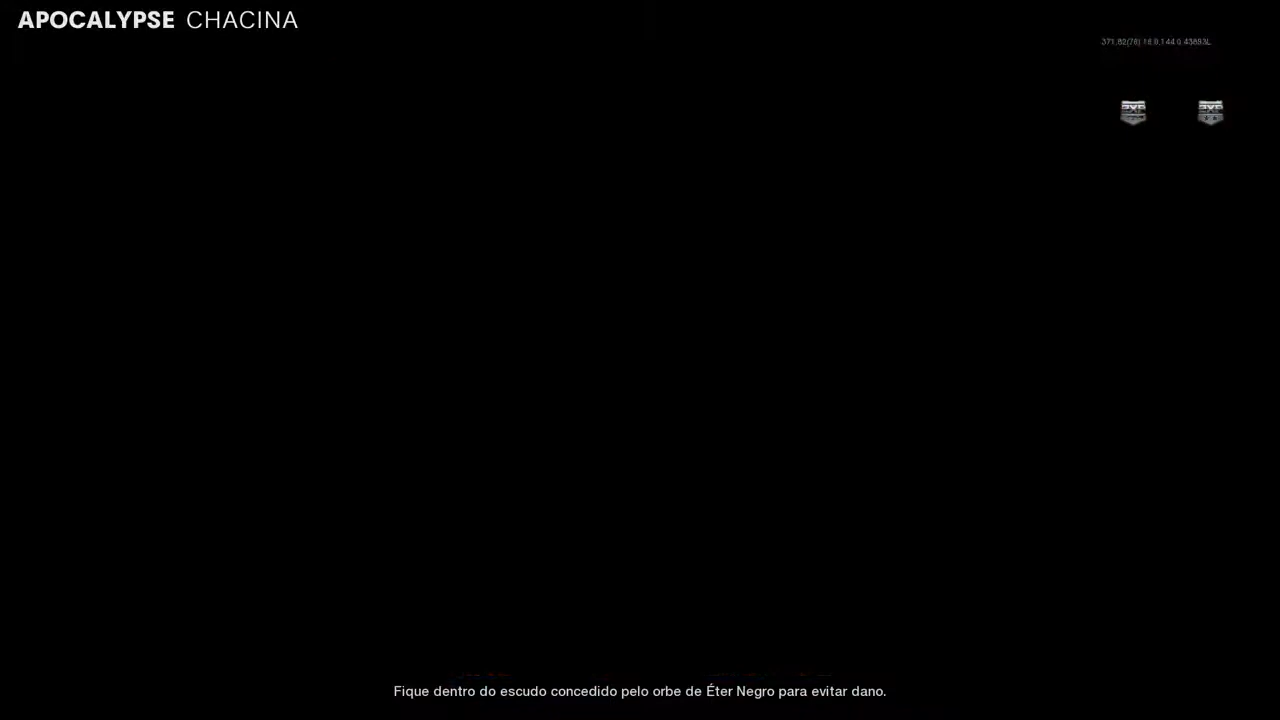 APOCALYPSE CHACINA
Fique dentro do escudo concedido pelo orbe de Éter Negro para evitar dano.